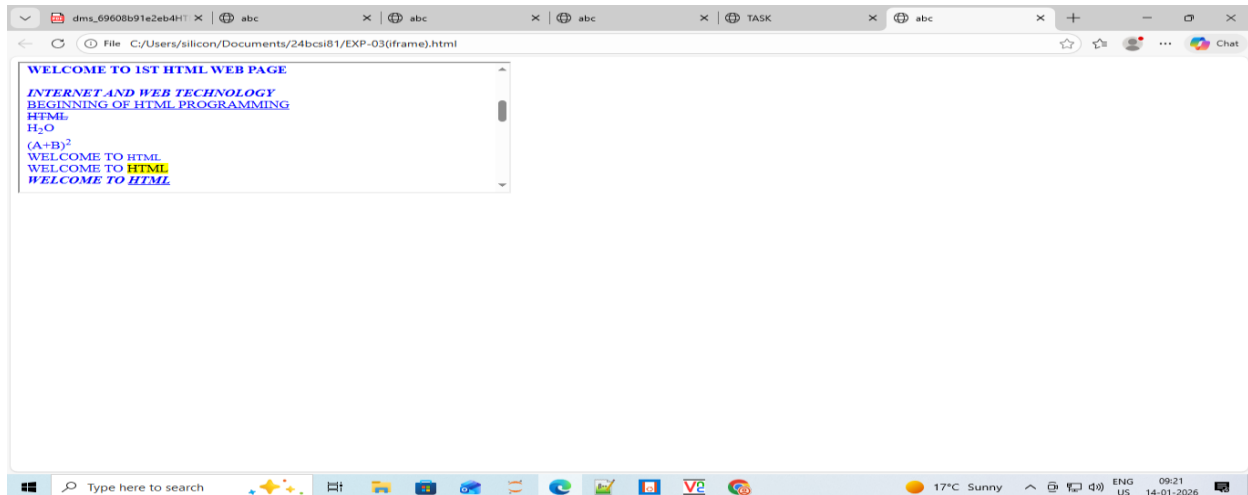 dms_69608b91e2eb4HT abc abc abc TASK abc
File C:/Users/silicon/Documents/24bcsi81/EXP-03(iframe).html Chat
WELCOME TO 1ST HTML WEB PAGE
INTERNET AND WEB TECHNOLOGY
BEGINNING OF HTML PROGRAMMING
HTML
H₂O
(A+B)²
WELCOME TO HTML
WELCOME TO HTML
WELCOME TO HTML
Type here to search 17°C Sunny ENG 09:21
US 14-01-2026